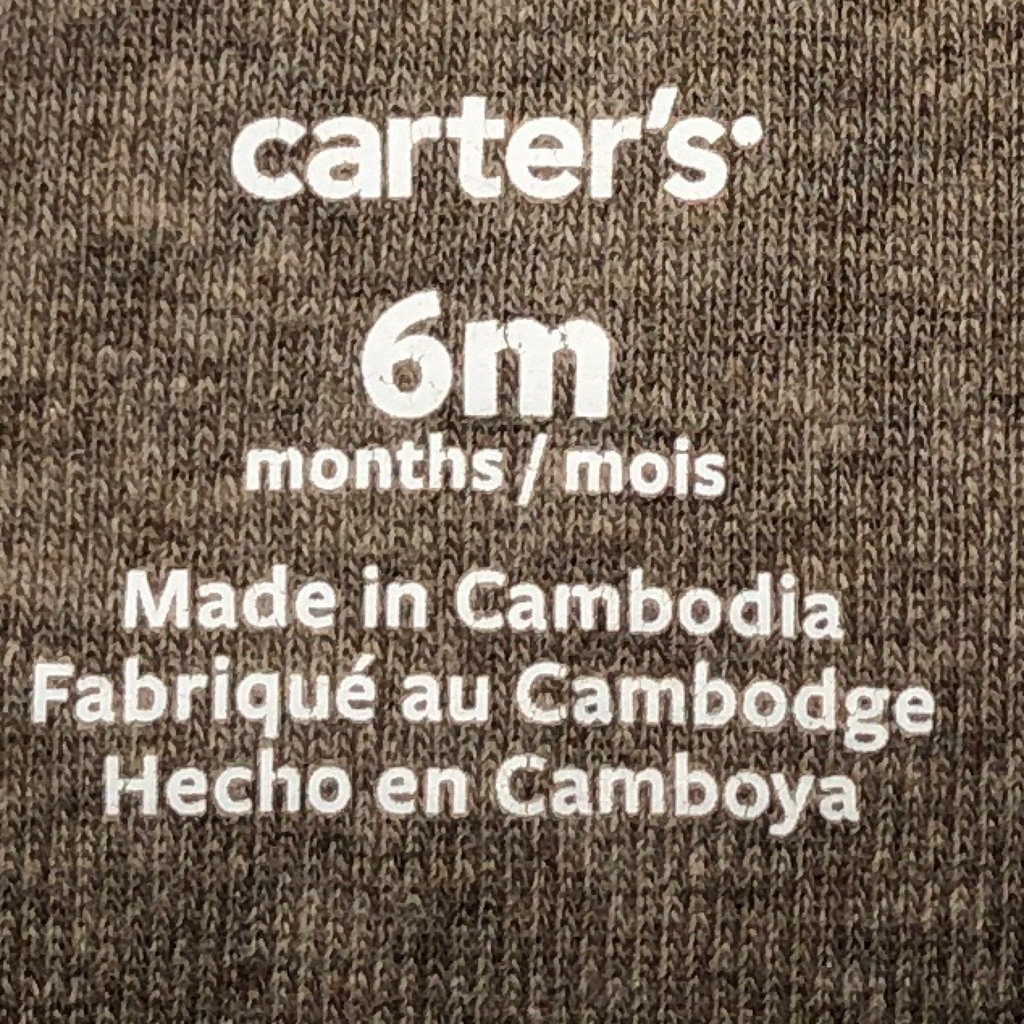 carter's
6m
months / mois
Made in Cambodia
Fabriqué au Cambodge
Hecho en Camboya